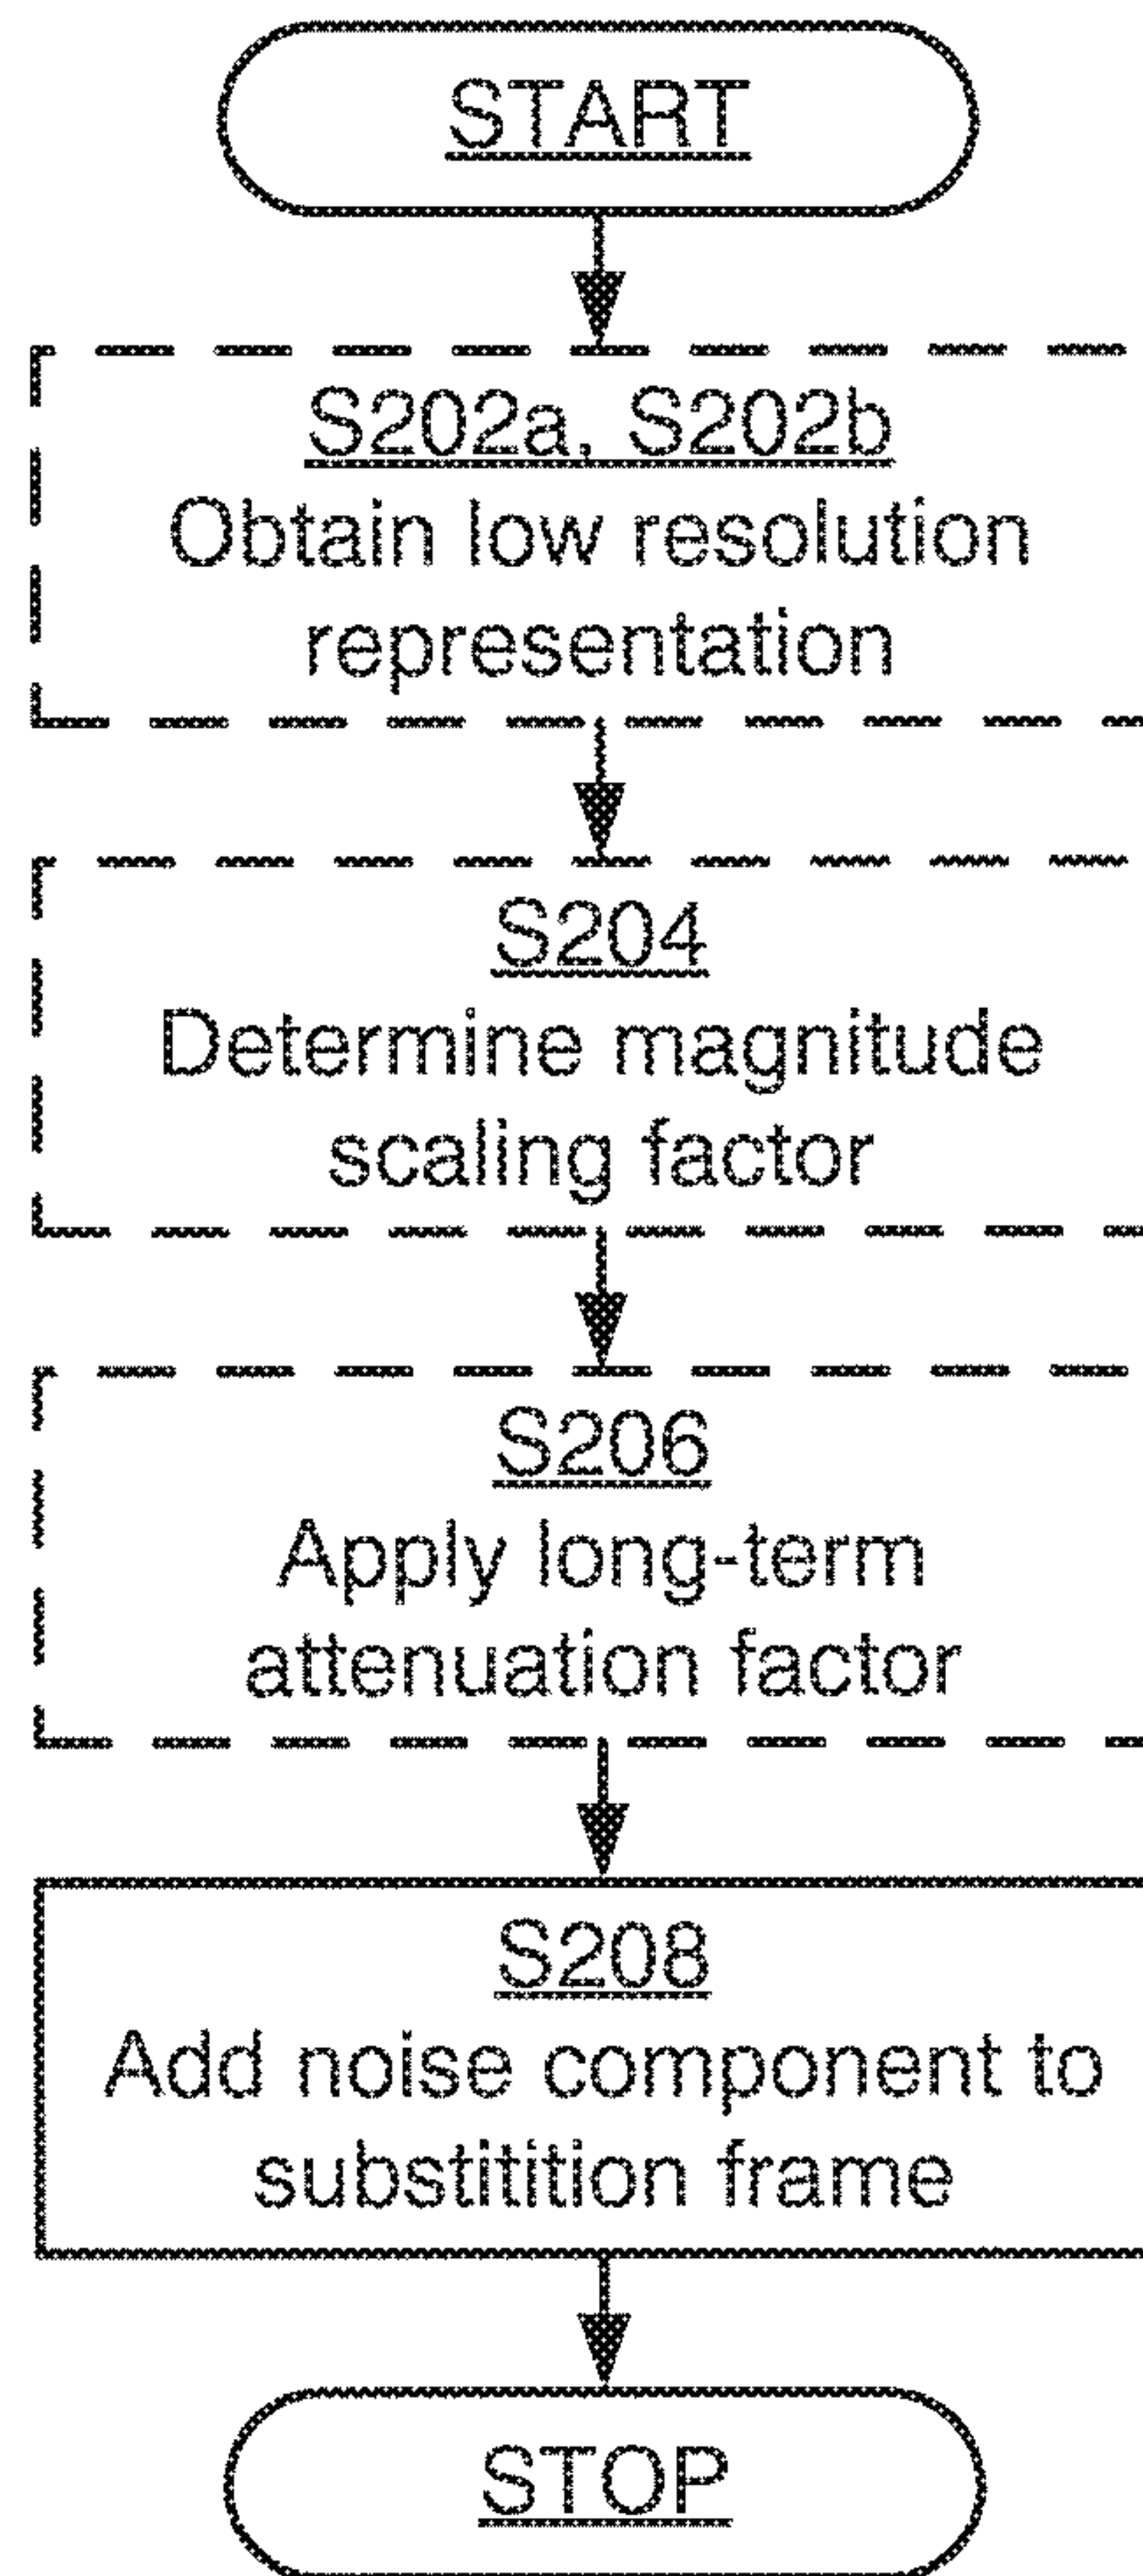 START
S202a, S202b
Obtain low resolution
representation
S204
Determine magnitude
scaling factor
S206
Apply long-term
attenuation factor
S208
Add noise component to
substitition frame
STOP